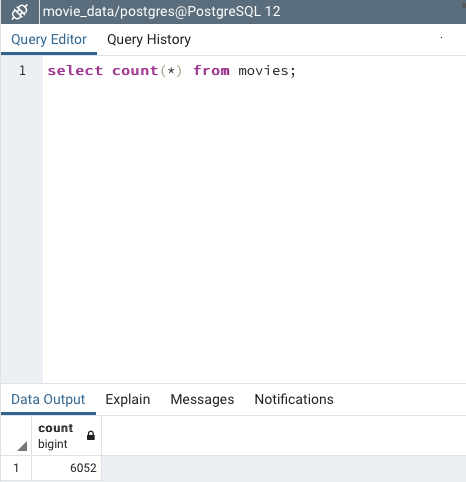 movie_data/postgres@PostgreSQL 12
Query Editor Query History
1 select count(*) from movies;
Data Output Explain Messages Notifications
count
bigint
1 6052